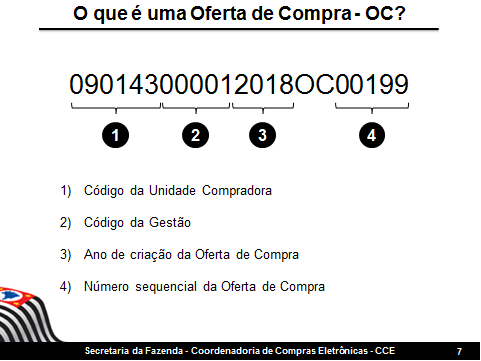 O que é uma Oferta de Compra - OC?
090143000012018OC00199
1 2 3 4
1) Código da Unidade Compradora
2) Código da Gestão
3) Ano de criação da Oferta de Compra
4) Número sequencial da Oferta de Compra
Secretaria da Fazenda - Coordenadoria de Compras Eletrônicas - CCE 7